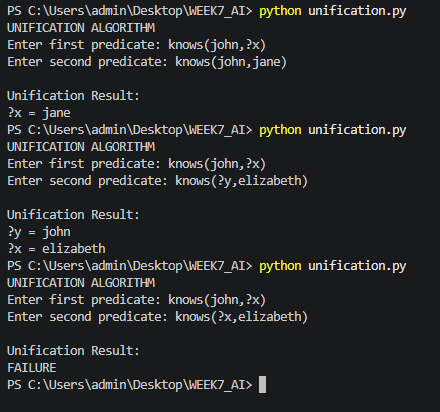 PS C:\Users\admin\Desktop\WEEK7_AI> python unification.py
UNIFICATION ALGORITHM
Enter first predicate: knows(john,?x)
Enter second predicate: knows(john,jane)
Unification Result:
?x = jane
PS C:\Users\admin\Desktop\WEEK7_AI> python unification.py
UNIFICATION ALGORITHM
Enter first predicate: knows(john,?x)
Enter second predicate: knows(?y,elizabeth)
Unification Result:
?y = john
?x = elizabeth
PS C:\Users\admin\Desktop\WEEK7_AI> python unification.py
UNIFICATION ALGORITHM
Enter first predicate: knows(john,?x)
Enter second predicate: knows(?x,elizabeth)
Unification Result:
FAILURE
PS C:\Users\admin\Desktop\WEEK7_AI>